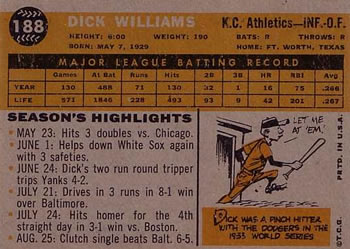 188
DICK WILLIAMS
K.C. Athletics—INF.-O.F.
HEIGHT: 6:00 WEIGHT: 190 BATS: R THROWS: R
BORN: MAY 7, 1929 HOME: FT. WORTH, TEXAS
MAJOR LEAGUE BATTING RECORD
Games At Bat Runs Hits 2B 3B HR RBI B. Avg.
YEAR 130 488 71 130 33 1 16 75 .266
LIFE 571 1846 228 493 93 9 42 201 .267
SEASON'S HIGHLIGHTS
• MAY 23: Hits 3 doubles vs. Chicago.
• JUNE 1: Helps down White Sox again
with 3 safeties.
• JUNE 24: Dick's two run round tripper
trips Yanks 4-2.
• JULY 21: Drives in 3 runs in 8-1 win
over Baltimore.
• JULY 24: Hits homer for the 4th
straight day in 3-1 win vs. Boston.
• AUG. 25: Clutch single beats Balt. 6-5.
LET ME
AT 'EM.
DICK WAS A PINCH HITTER
WITH THE DODGERS IN THE
1953 WORLD SERIES
©T.C.G. PRTD. IN U.S.A.